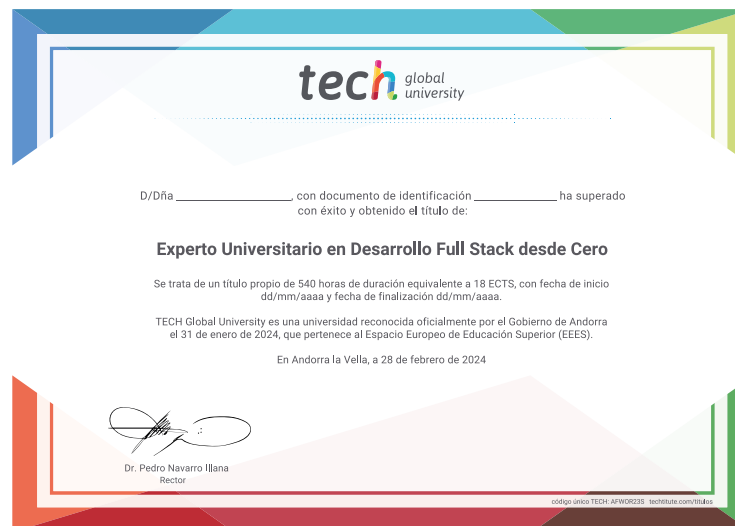 tech global
university
D/Dña ____________________, con documento de identificación ______________ ha superado
con éxito y obtenido el título de:
Experto Universitario en Desarrollo Full Stack desde Cero
Se trata de un título propio de 540 horas de duración equivalente a 18 ECTS, con fecha de inicio
dd/mm/aaaa y fecha de finalización dd/mm/aaaa.
TECH Global University es una universidad reconocida oficialmente por el Gobierno de Andorra
el 31 de enero de 2024, que pertenece al Espacio Europeo de Educación Superior (EEES).
En Andorra la Vella, a 28 de febrero de 2024
Dr. Pedro Navarro Illana
Rector
código único TECH: AFWOR23S techtitute.com/titulos